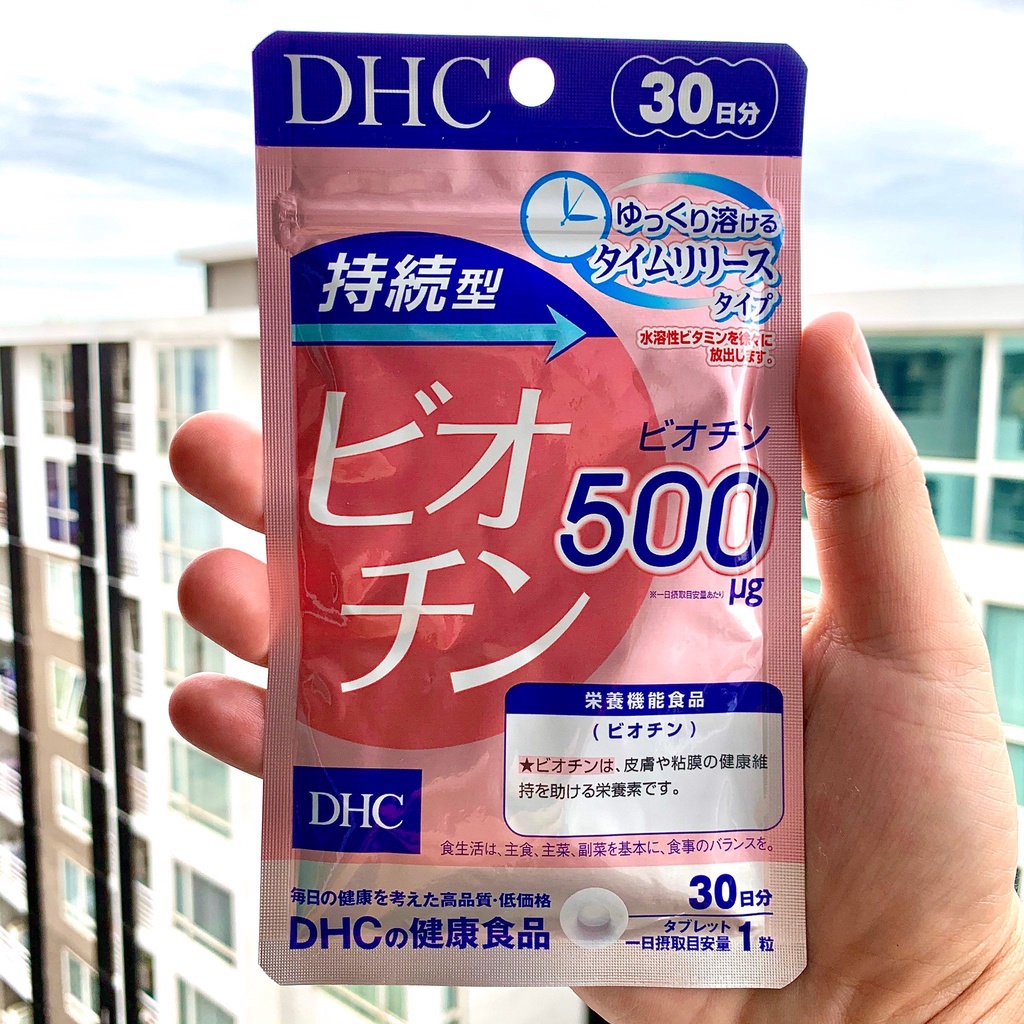 DHC
30日分
ゆっくり溶ける
タイムリリース
タイプ
水溶性ビタミンを徐々に
放出します。
持続型
ビオ
チン
ビオチン
500
※一日摂取目安量あたり μg
栄養機能食品
(ビオチン)
★ビオチンは、皮膚や粘膜の健康維
持を助ける栄養素です。
DHC
食生活は、主食、主菜、副菜を基本に、食事のバランスを。
毎日の健康を考えた高品質・低価格
DHCの健康食品
30日分
タブレット
一日摂取目安量 1粒